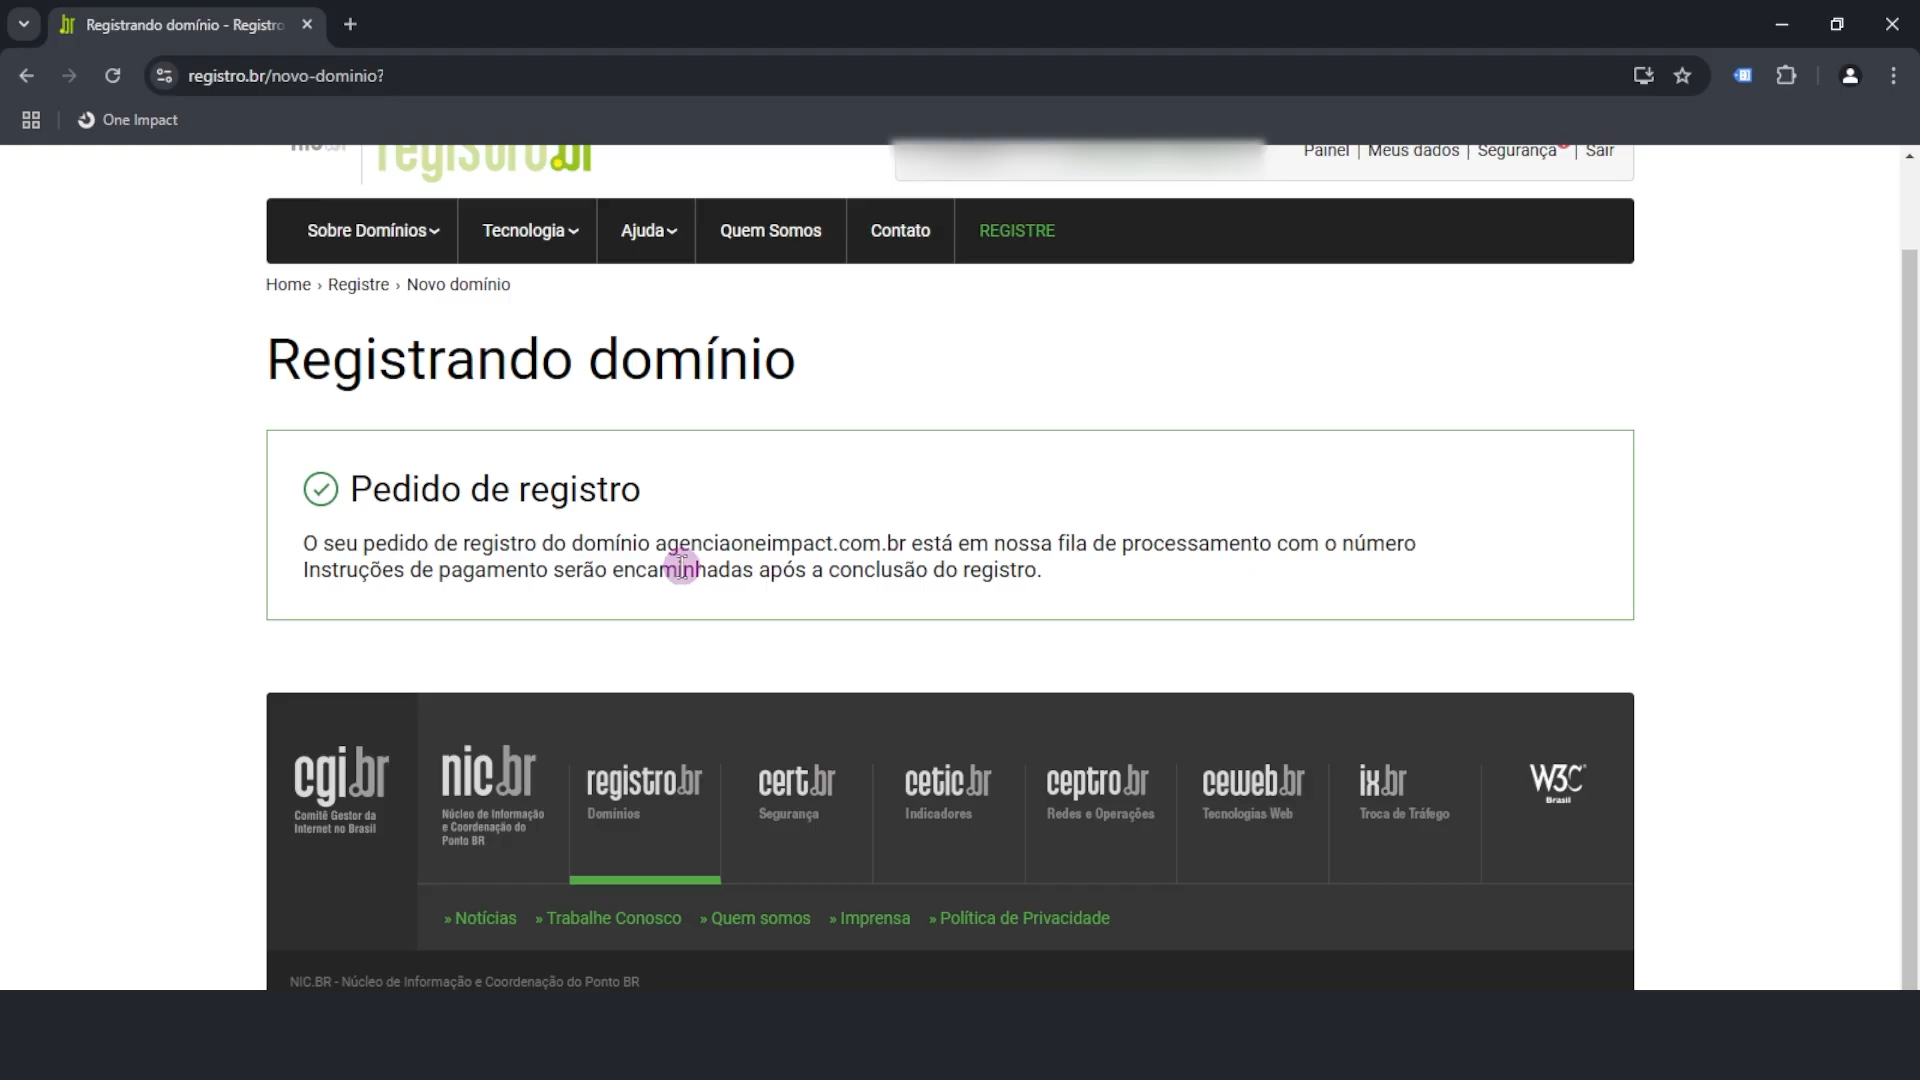 Registrando domínio - Registro
registro.br/novo-dominio?
One Impact
registro.br
Painel | Meus dados | Segurança | Sair
Sobre Domínios
Tecnologia
Ajuda
Quem Somos
Contato
REGISTRE
Home › Registre › Novo domínio
Registrando domínio
Pedido de registro
O seu pedido de registro do domínio agenciaoneimpact.com.br está em nossa fila de processamento com o número
Instruções de pagamento serão encaminhadas após a conclusão do registro.
cgi.br
Comitê Gestor da
Internet no Brasil
nic.br
Núcleo de Informação
e Coordenação do
Ponto BR
registro.br
Domínios
cert.br
Segurança
cetic.br
Indicadores
ceptro.br
Redes e Operações
ceweb.br
Tecnologias Web
ix.br
Troca de Tráfego
W3C®
Brasil
» Notícias » Trabalhe Conosco » Quem somos » Imprensa » Política de Privacidade
NIC.BR - Núcleo de Informação e Coordenação do Ponto BR